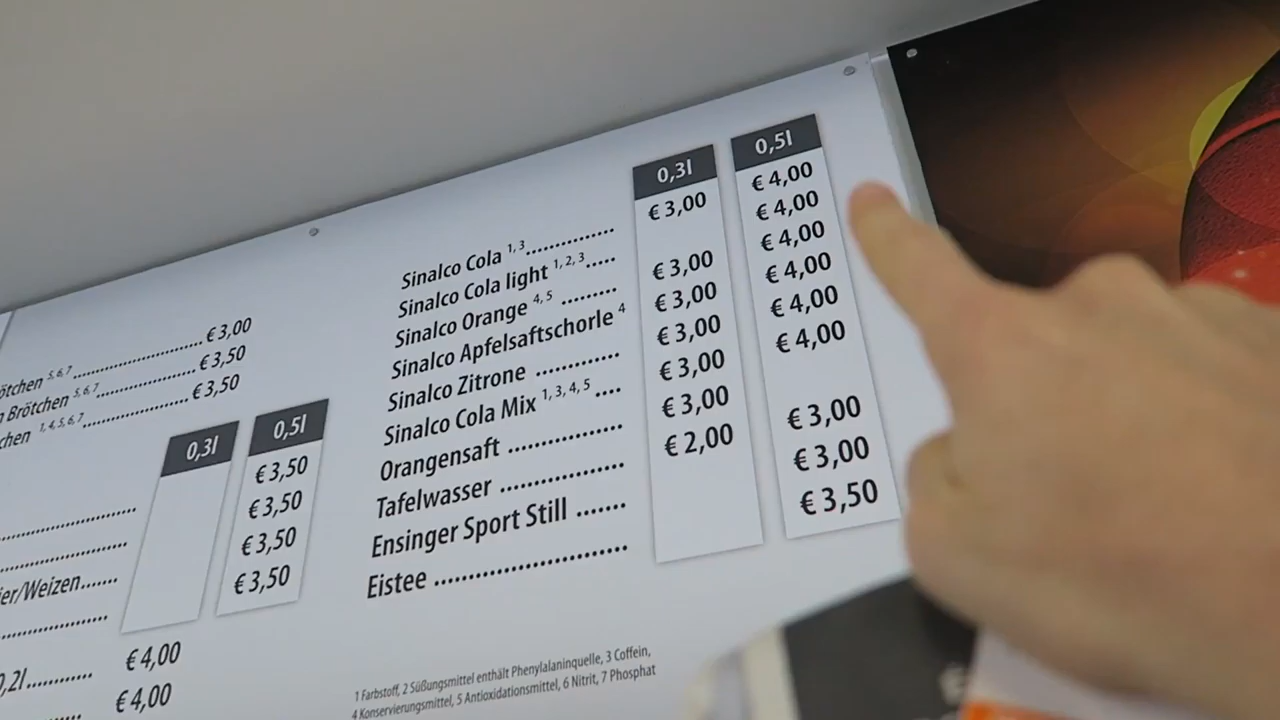 ötchen 5, 6, 7 .......... € 3,00
Brötchen 5,6,7 .......... € 3,50
chen 1, 4, 5, 6, 7 .......... € 3,50
0,3l 0,5l
€ 3,50
€ 3,50
er/Weizen....... € 3,50
€ 3,50
0,2l ........... € 4,00
€ 4,00
0,3l 0,5l
Sinalco Cola 1, 3 .............. € 3,00 € 4,00
Sinalco Cola light 1, 2, 3 ..... € 4,00
Sinalco Orange 4, 5 ......... € 3,00 € 4,00
Sinalco Apfelsaftschorle 4 € 3,00 € 4,00
Sinalco Zitrone ............. € 3,00 € 4,00
Sinalco Cola Mix 1, 3, 4, 5 .... € 3,00 € 4,00
Orangensaft .................. € 3,00
Tafelwasser ................... € 2,00 € 3,00
Ensinger Sport Still ....... € 3,00
Eistee ............................. € 3,50
1 Farbstoff, 2 Süßungsmittel enthält Phenylalaninquelle, 3 Coffein,
4 Konservierungsmittel, 5 Antioxidationsmittel, 6 Nitrit, 7 Phosphat